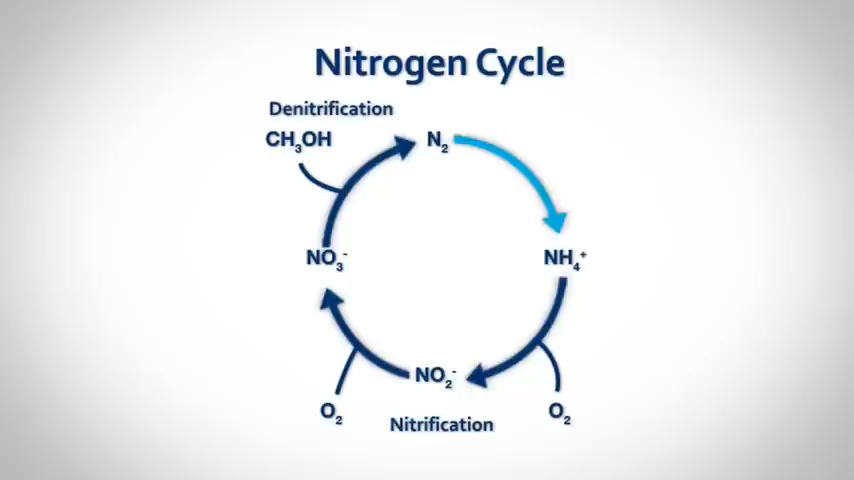 Nitrogen Cycle
Denitrification
CH₃OH
N₂
NO₃⁻
NH₄⁺
NO₂⁻
O₂
O₂
Nitrification